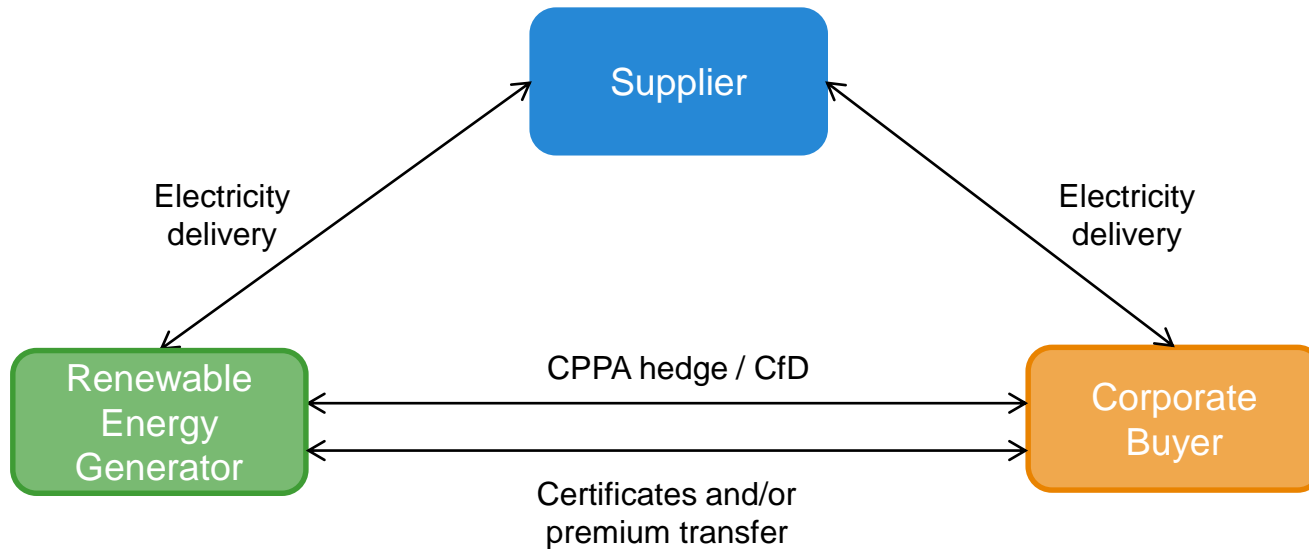 Supplier
Electricity
delivery
Electricity
delivery
Renewable
Energy
Generator
CPPA hedge / CfD
Certificates and/or
premium transfer
Corporate
Buyer